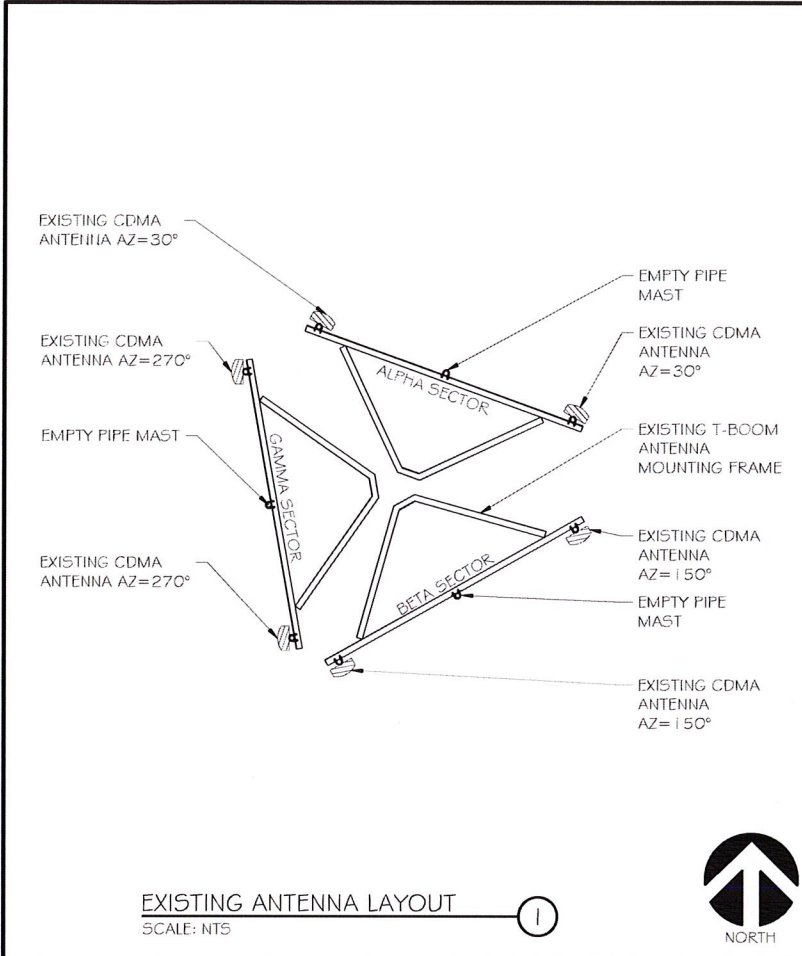 EXISTING CDMA
ANTENNA AZ=30°
EXISTING CDMA
ANTENNA AZ=270°
EMPTY PIPE MAST
EXISTING CDMA
ANTENNA AZ=270°
ALPHA SECTOR
GAMMA SECTOR
BETA SECTOR
EMPTY PIPE
MAST
EXISTING CDMA
ANTENNA
AZ=30°
EXISTING T-BOOM
ANTENNA
MOUNTING FRAME
EXISTING CDMA
ANTENNA
AZ=150°
EMPTY PIPE
MAST
EXISTING CDMA
ANTENNA
AZ=150°
EXISTING ANTENNA LAYOUT
SCALE: NTS
1
NORTH